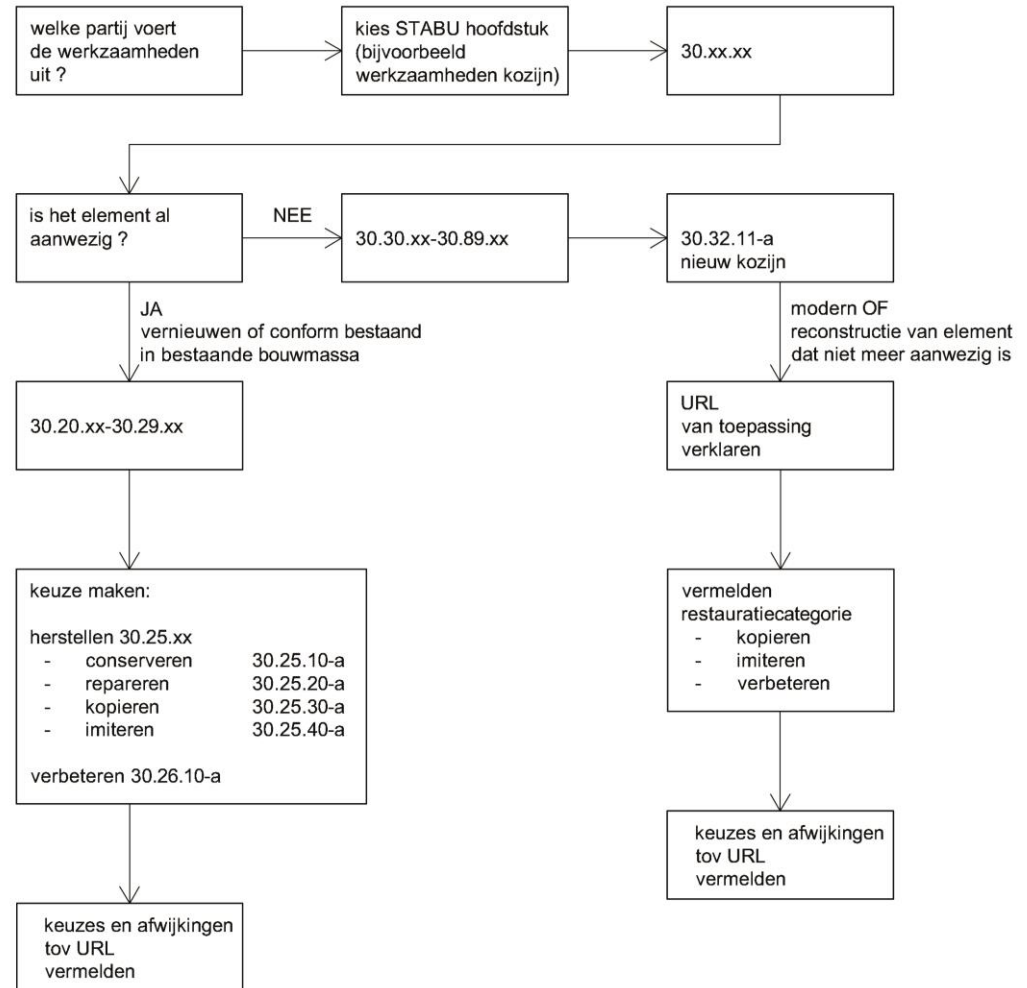 welke partij voert
de werkzaamheden
uit ?
kies STABU hoofdstuk
(bijvoorbeeld
werkzaamheden kozijn)
30.xx.xx
is het element al
aanwezig ?
NEE
30.30.xx-30.89.xx
30.32.11-a
nieuw kozijn
JA
vernieuwen of conform bestaand
in bestaande bouwmassa
modern OF
reconstructie van element
dat niet meer aanwezig is
30.20.xx-30.29.xx
URL
van toepassing
verklaren
keuze maken:
herstellen 30.25.xx
- conserveren 30.25.10-a
- repareren 30.25.20-a
- kopieren 30.25.30-a
- imiteren 30.25.40-a
verbeteren 30.26.10-a
vermelden
restauratiecategorie
- kopieren
- imiteren
- verbeteren
keuzes en afwijkingen
tov URL
vermelden
keuzes en afwijkingen
tov URL
vermelden